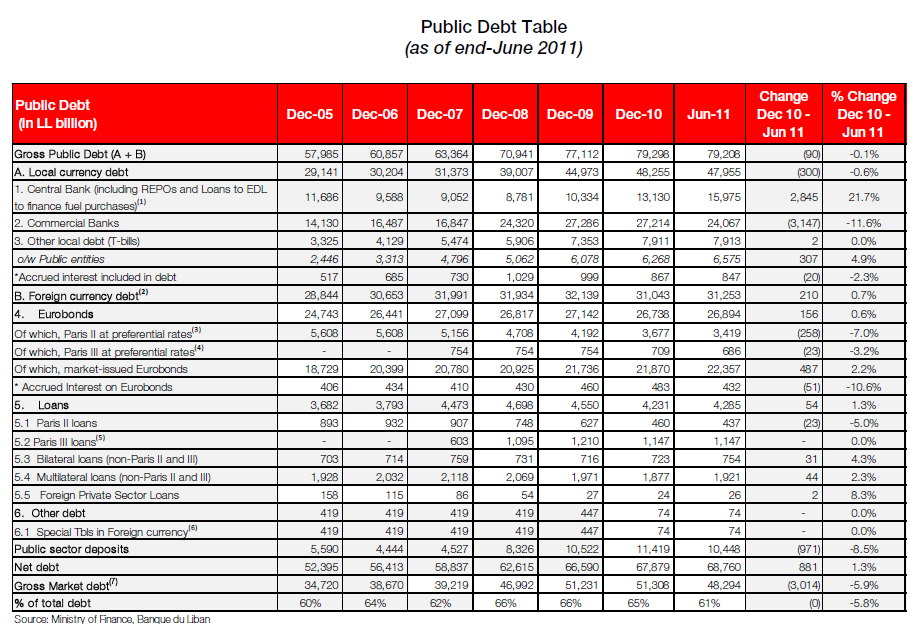 Public Debt Table
(as of end-June 2011)
Public Debt (in LL billion) Dec-05 Dec-06 Dec-07 Dec-08 Dec-09 Dec-10 Jun-11 Change Dec 10 - Jun 11 % Change Dec 10 - Jun 11
Gross Public Debt (A + B) 57,985 60,857 63,364 70,941 77,112 79,298 79,208 (90) -0.1%
A. Local currency debt 29,141 30,204 31,373 39,007 44,973 48,255 47,955 (300) -0.6%
1. Central Bank (including REPOs and Loans to EDL
to finance fuel purchases)(1) 11,686 9,588 9,052 8,781 10,334 13,130 15,975 2,845 21.7%
2. Commercial Banks 14,130 16,487 16,847 24,320 27,286 27,214 24,067 (3,147) -11.6%
3. Other local debt (T-bills) 3,325 4,129 5,474 5,906 7,353 7,911 7,913 2 0.0%
o/w Public entities 2,446 3,313 4,796 5,062 6,078 6,268 6,575 307 4.9%
*Accrued interest included in debt 517 685 730 1,029 999 867 847 (20) -2.3%
B. Foreign currency debt(2) 28,844 30,653 31,991 31,934 32,139 31,043 31,253 210 0.7%
4. Eurobonds 24,743 26,441 27,099 26,817 27,142 26,738 26,894 156 0.6%
Of which, Paris II at preferential rates(3) 5,608 5,608 5,156 4,708 4,192 3,677 3,419 (258) -7.0%
Of which, Paris III at preferential rates(4) - - 754 754 754 709 686 (23) -3.2%
Of which, market-issued Eurobonds 18,729 20,399 20,780 20,925 21,736 21,870 22,357 487 2.2%
* Accrued Interest on Eurobonds 406 434 410 430 460 483 432 (51) -10.6%
5. Loans 3,682 3,793 4,473 4,698 4,550 4,231 4,285 54 1.3%
5.1 Paris II loans 893 932 907 748 627 460 437 (23) -5.0%
5.2 Paris III loans(5) - - 603 1,095 1,210 1,147 1,147 - 0.0%
5.3 Bilateral loans (non-Paris II and III) 703 714 759 731 716 723 754 31 4.3%
5.4 Multilateral loans (non-Paris II and III) 1,928 2,032 2,118 2,069 1,971 1,877 1,921 44 2.3%
5.5 Foreign Private Sector Loans 158 115 86 54 27 24 26 2 8.3%
6. Other debt 419 419 419 419 447 74 74 - 0.0%
6.1 Special Tbls in Foreign currency(6) 419 419 419 419 447 74 74 - 0.0%
Public sector deposits 5,590 4,444 4,527 8,326 10,522 11,419 10,448 (971) -8.5%
Net debt 52,395 56,413 58,837 62,615 66,590 67,879 68,760 881 1.3%
Gross Market debt(7) 34,720 38,670 39,219 46,992 51,231 51,308 48,294 (3,014) -5.9%
% of total debt 60% 64% 62% 66% 66% 65% 61% (0) -5.8%
Source: Ministry of Finance, Banque du Liban